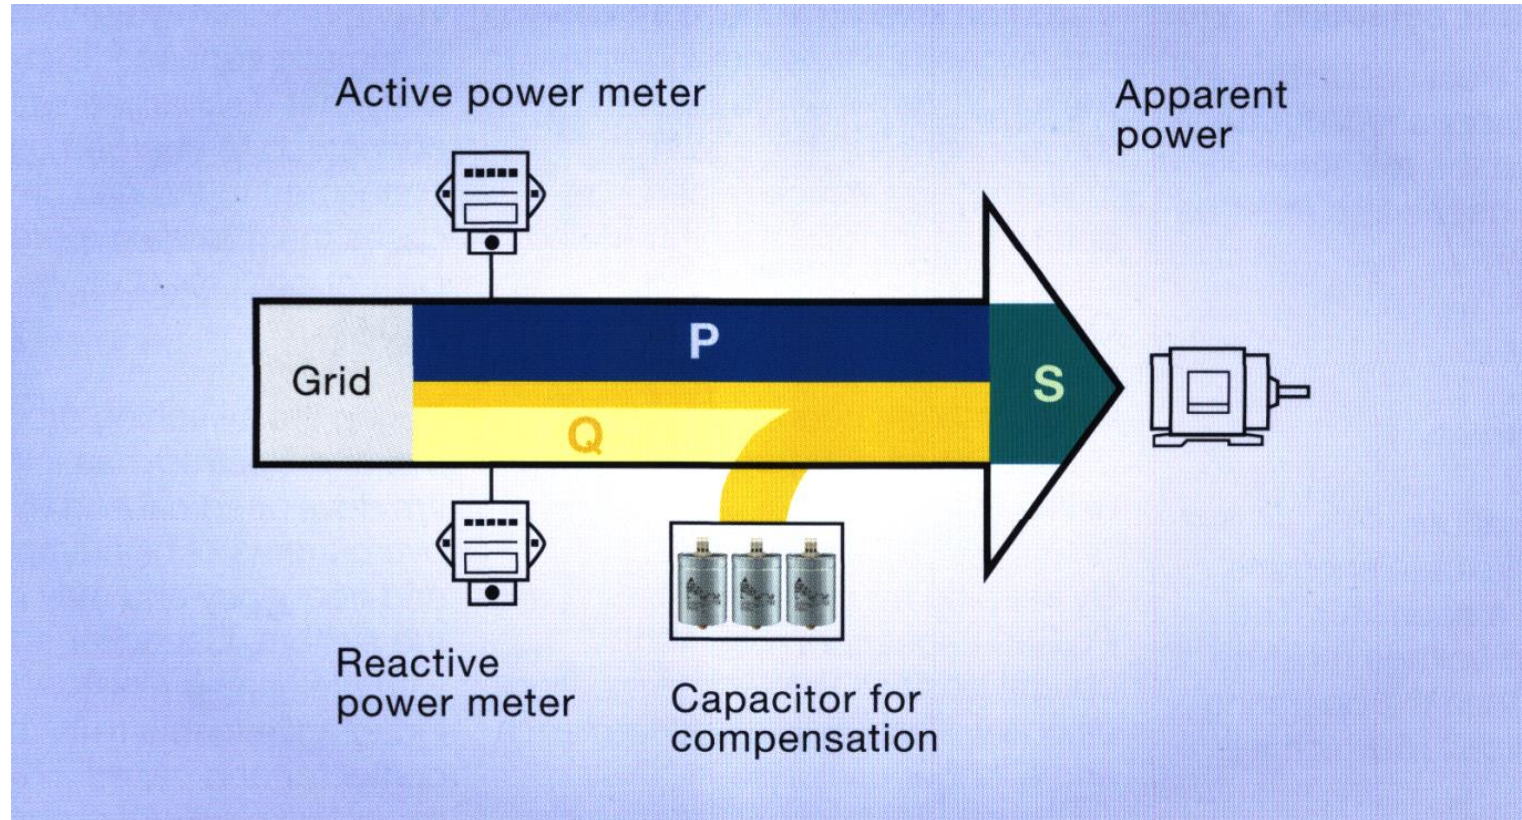 Active power meter
Apparent
power
Grid
P
Q
S
Reactive
power meter
Capacitor for
compensation